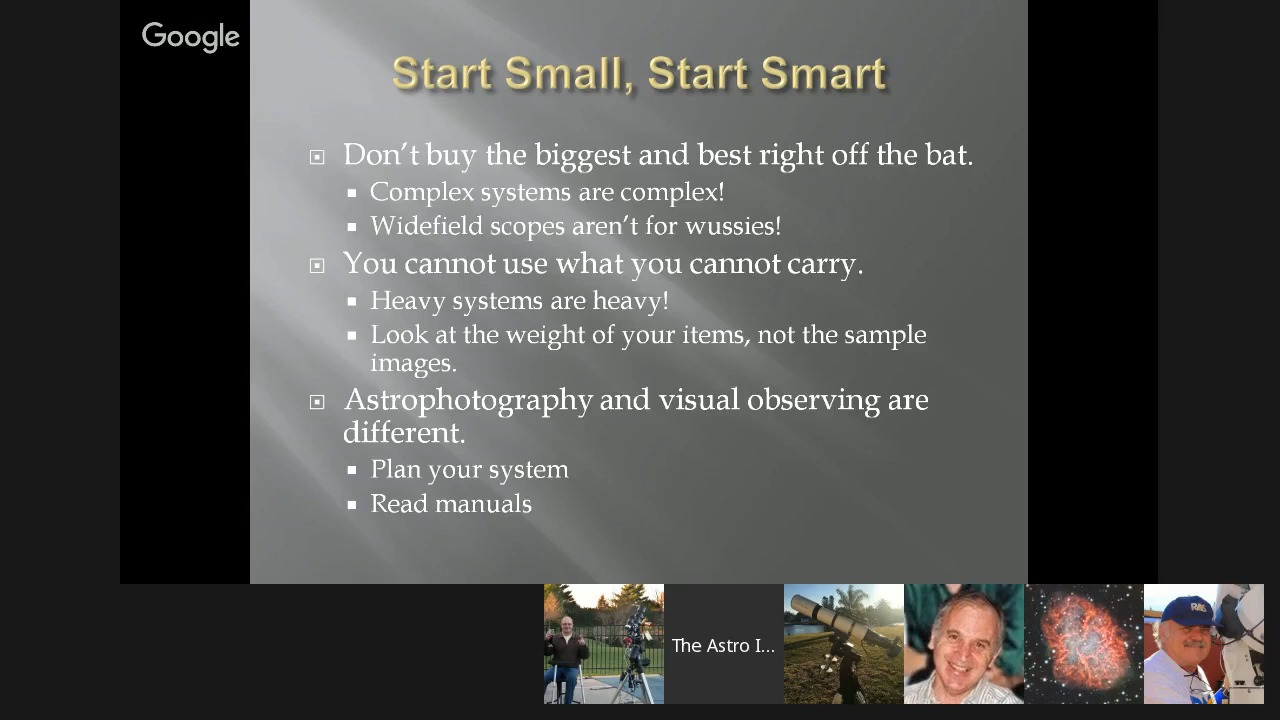 Google
Start Small, Start Smart
Don't buy the biggest and best right off the bat.
Complex systems are complex!
Widefield scopes aren't for wussies!
You cannot use what you cannot carry.
Heavy systems are heavy!
Look at the weight of your items, not the sample
images.
Astrophotography and visual observing are
different.
Plan your system
Read manuals
The Astro I...